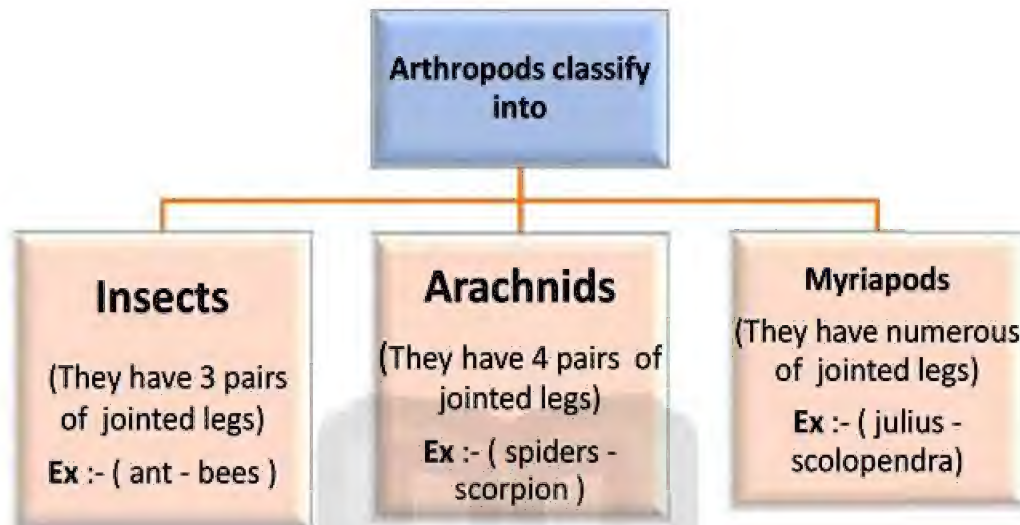 Arthropods classify
into
Insects
(They have 3 pairs
of jointed legs)
Ex :- ( ant - bees )
Arachnids
(They have 4 pairs of
jointed legs)
Ex :- ( spiders -
scorpion )
Myriapods
(They have numerous
of jointed legs)
Ex :- ( julius -
scolopendra)